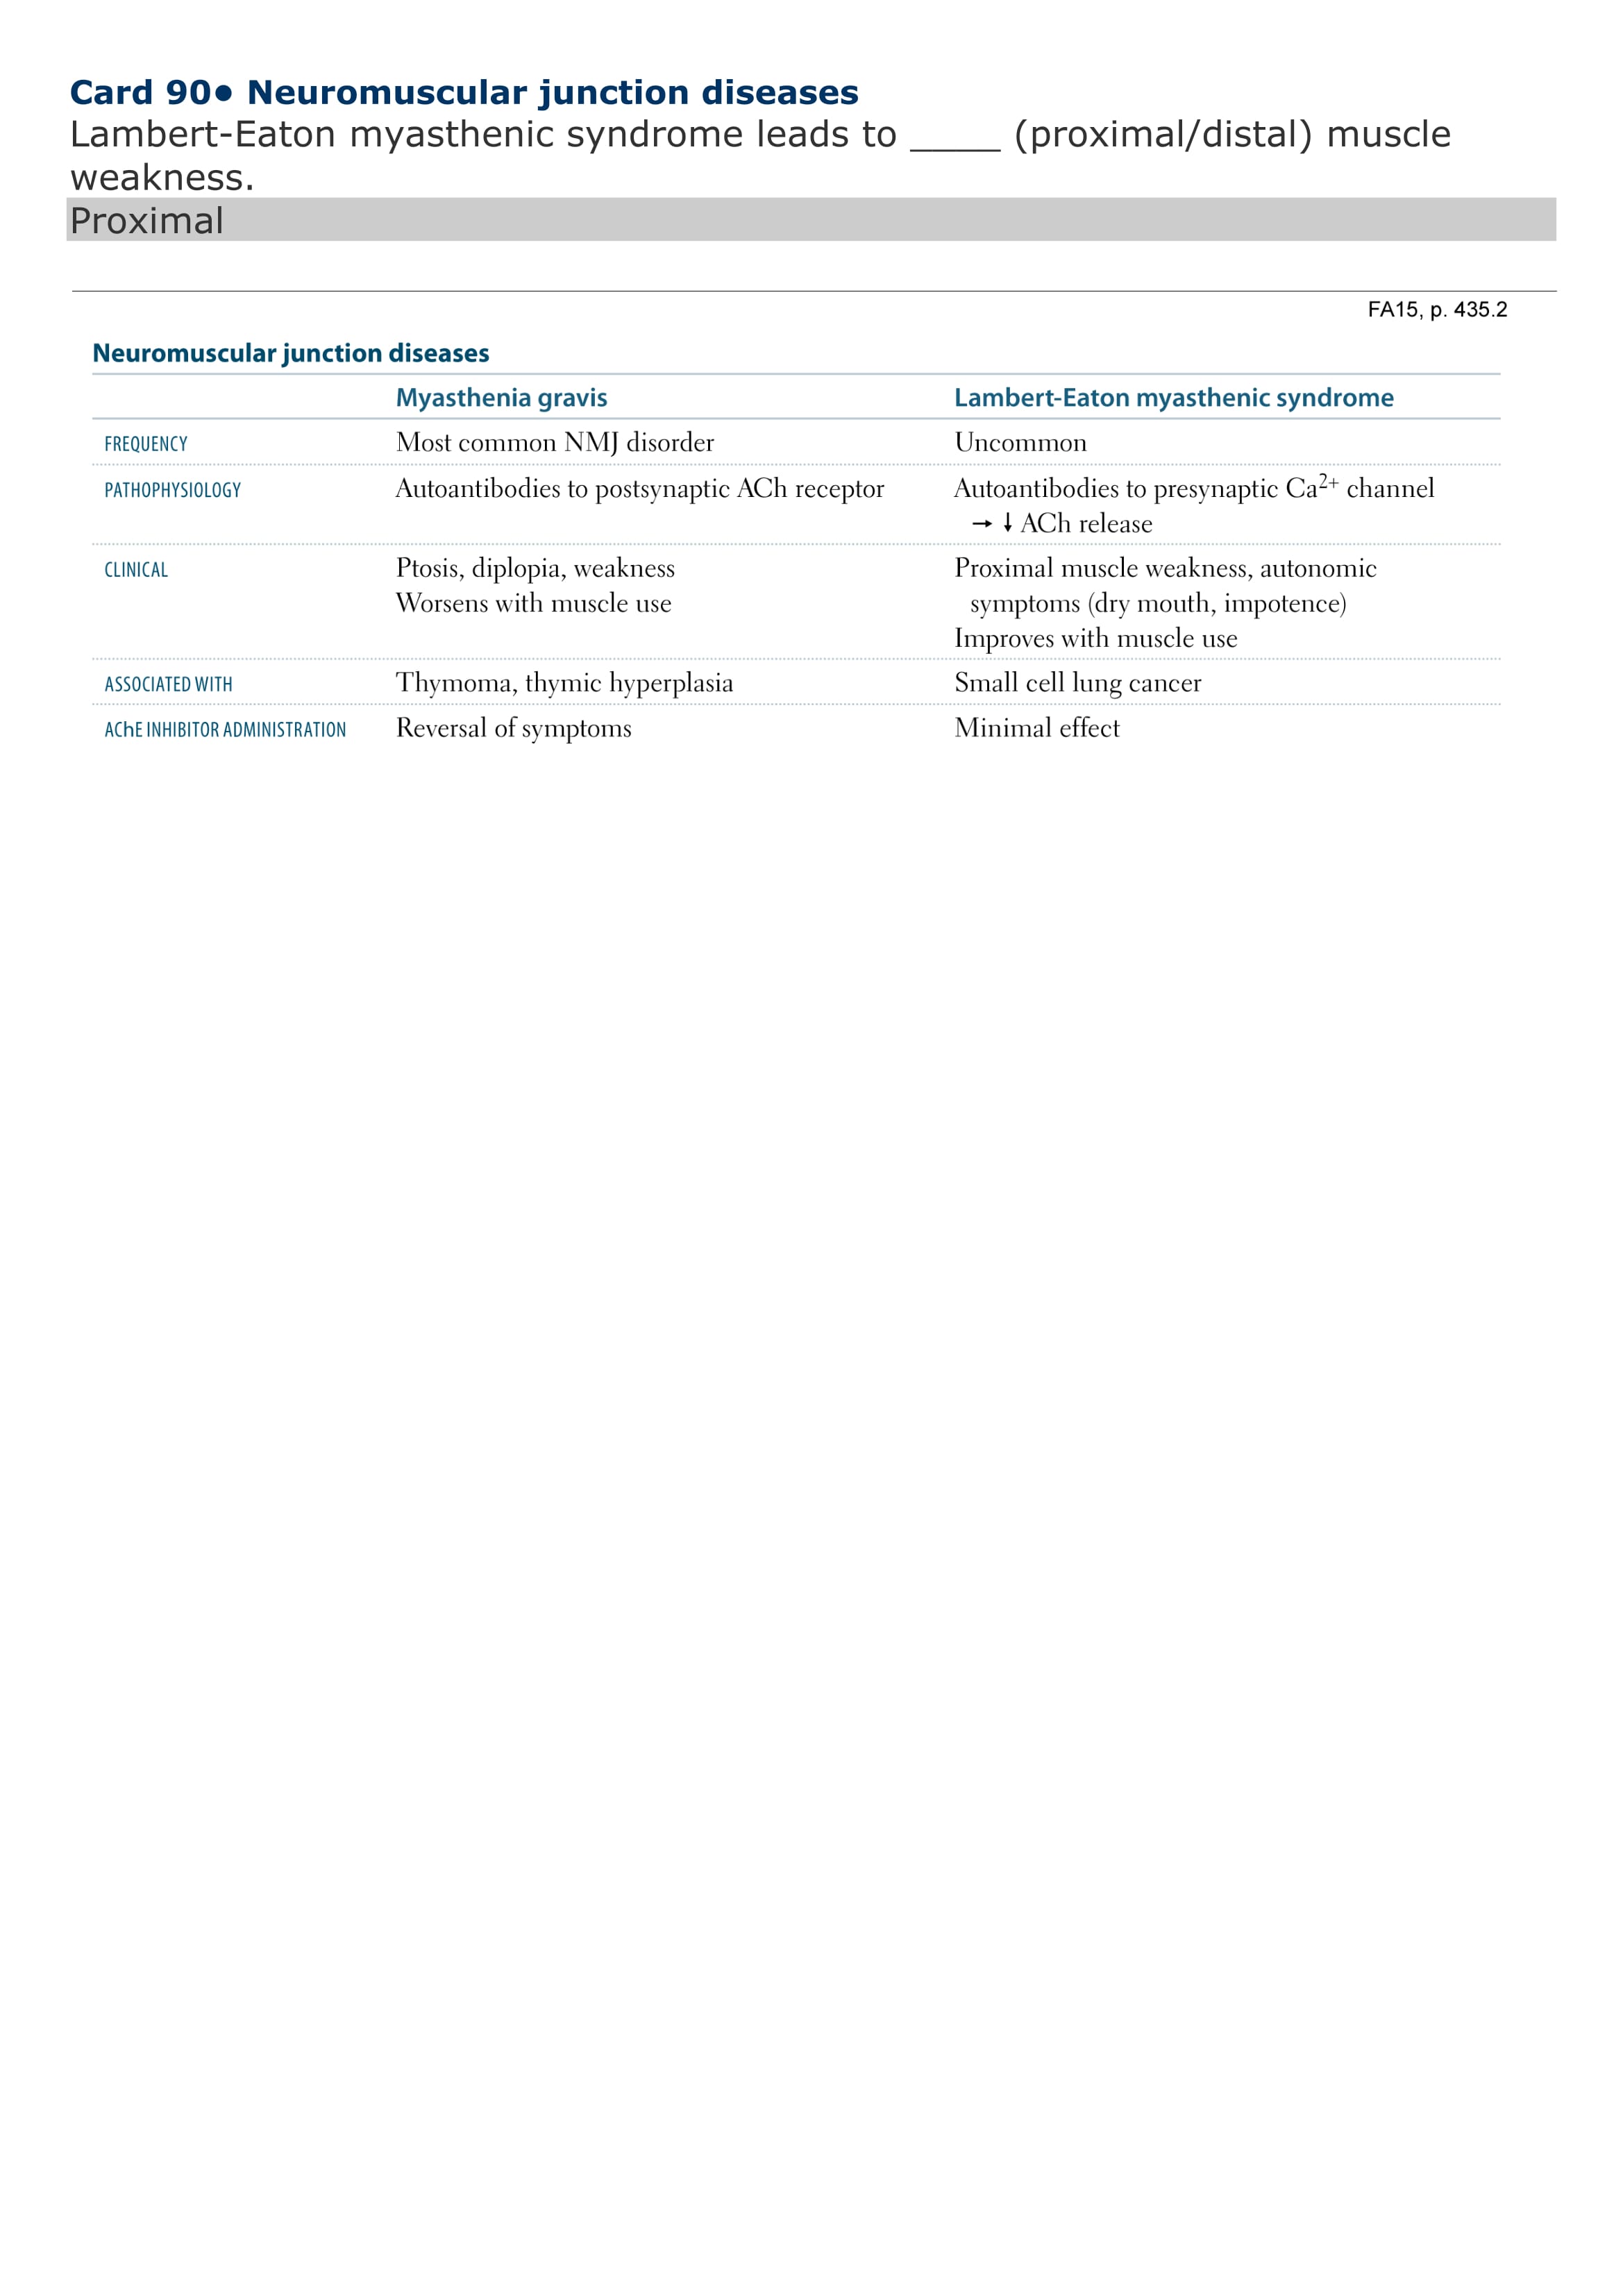 Card 90● Neuromuscular junction diseases
Lambert-Eaton myasthenic syndrome leads to _____ (proximal/distal) muscle
weakness.
Proximal
FA15, p. 435.2
Neuromuscular junction diseases
Myasthenia gravis Lambert-Eaton myasthenic syndrome
FREQUENCY Most common NMJ disorder Uncommon
PATHOPHYSIOLOGY Autoantibodies to postsynaptic ACh receptor Autoantibodies to presynaptic Ca²⁺ channel
→ ↓ ACh release
CLINICAL Ptosis, diplopia, weakness Proximal muscle weakness, autonomic
Worsens with muscle use symptoms (dry mouth, impotence)
Improves with muscle use
ASSOCIATED WITH Thymoma, thymic hyperplasia Small cell lung cancer
AChE INHIBITOR ADMINISTRATION Reversal of symptoms Minimal effect